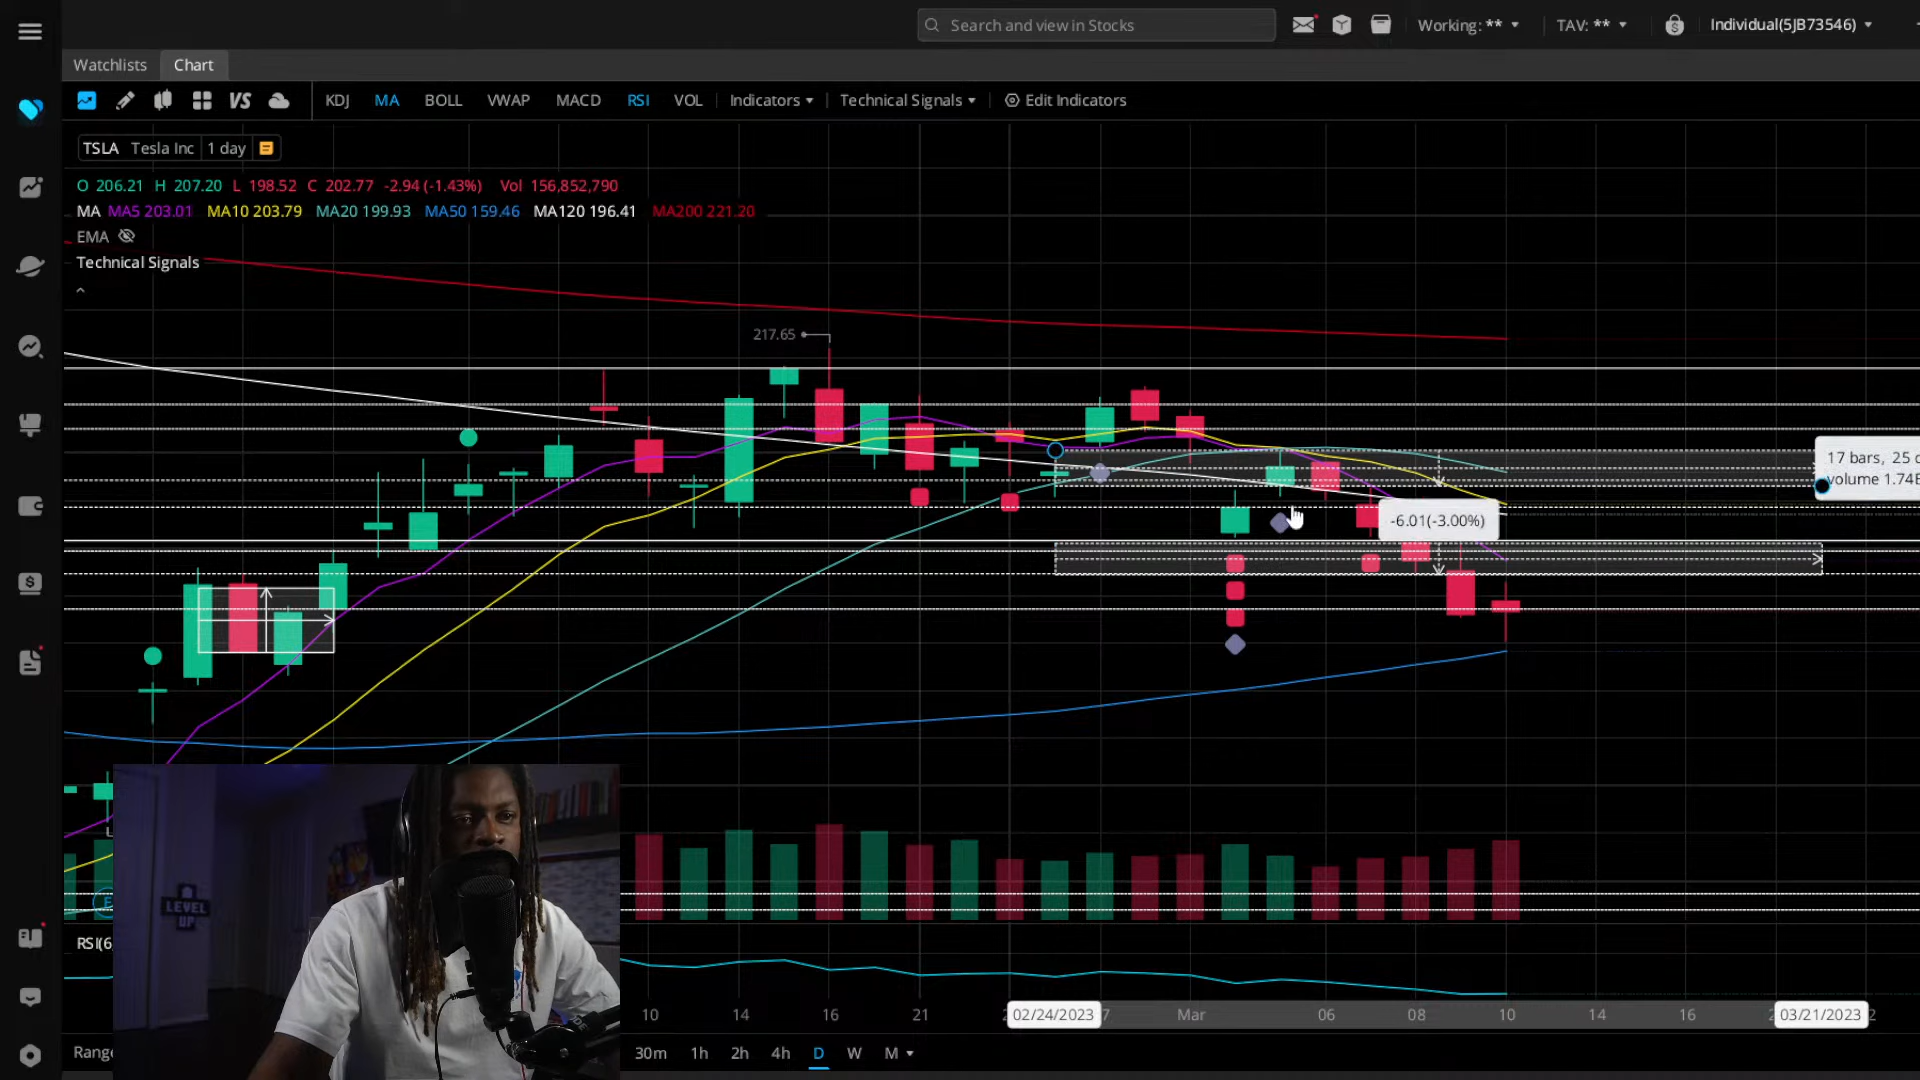 Search and view in Stocks
Working: **
TAV: **
Individual(5JB73546)
Watchlists
Chart
VS
KDJ
MA
BOLL
VWAP
MACD
RSI
VOL
Indicators
Technical Signals
Edit Indicators
TSLA Tesla Inc 1 day
O 206.21 H 207.20 L 198.52 C 202.77 -2.94 (-1.43%) Vol 156,852,790
MA MA5 203.01 MA10 203.79 MA20 199.93 MA50 159.46 MA120 196.41 MA200 221.20
EMA
Technical Signals
217.65
17 bars, 25
volume 1.74B
-6.01(-3.00%)
LEVEL
UP
RSI(6,
10 14 16 21 02/24/2023 Mar 06 08 10 14 16 03/21/2023
30m 1h 2h 4h D W M